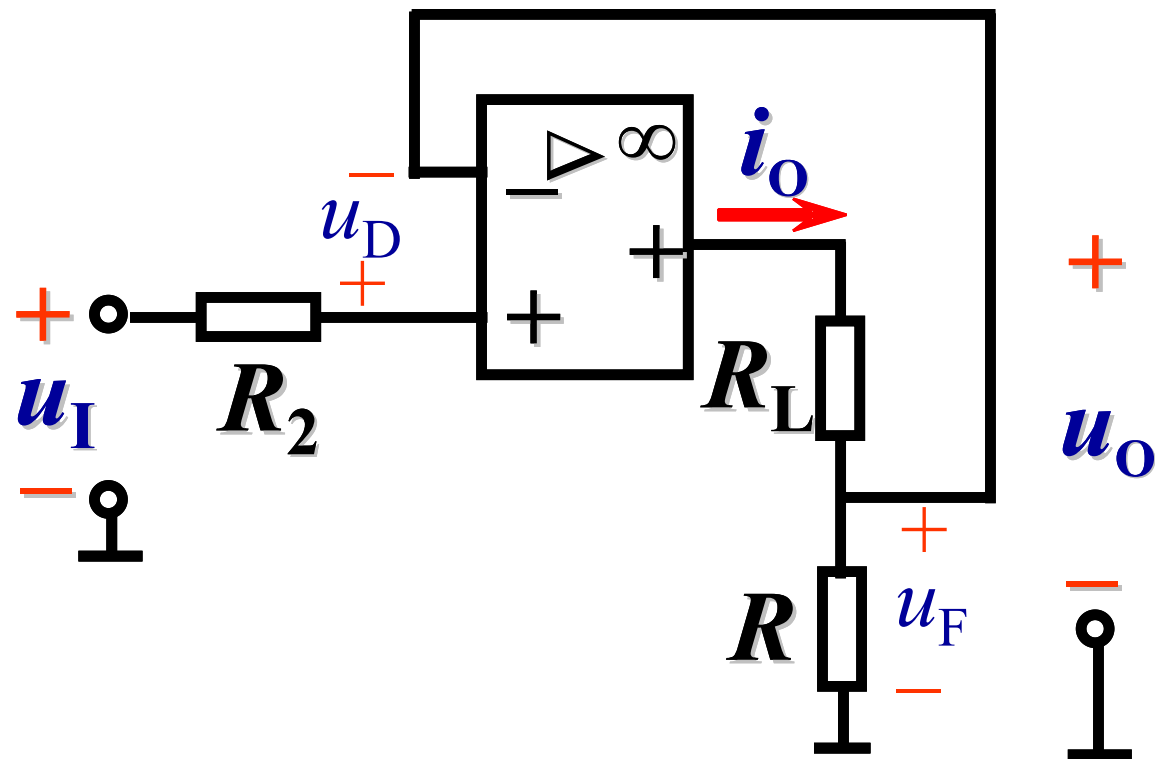 ▷ ∞
−
+
+
i_O
−
u_D
+
+
u_I
−
R_2
R_L
+
u_O
−
+
u_F
−
R